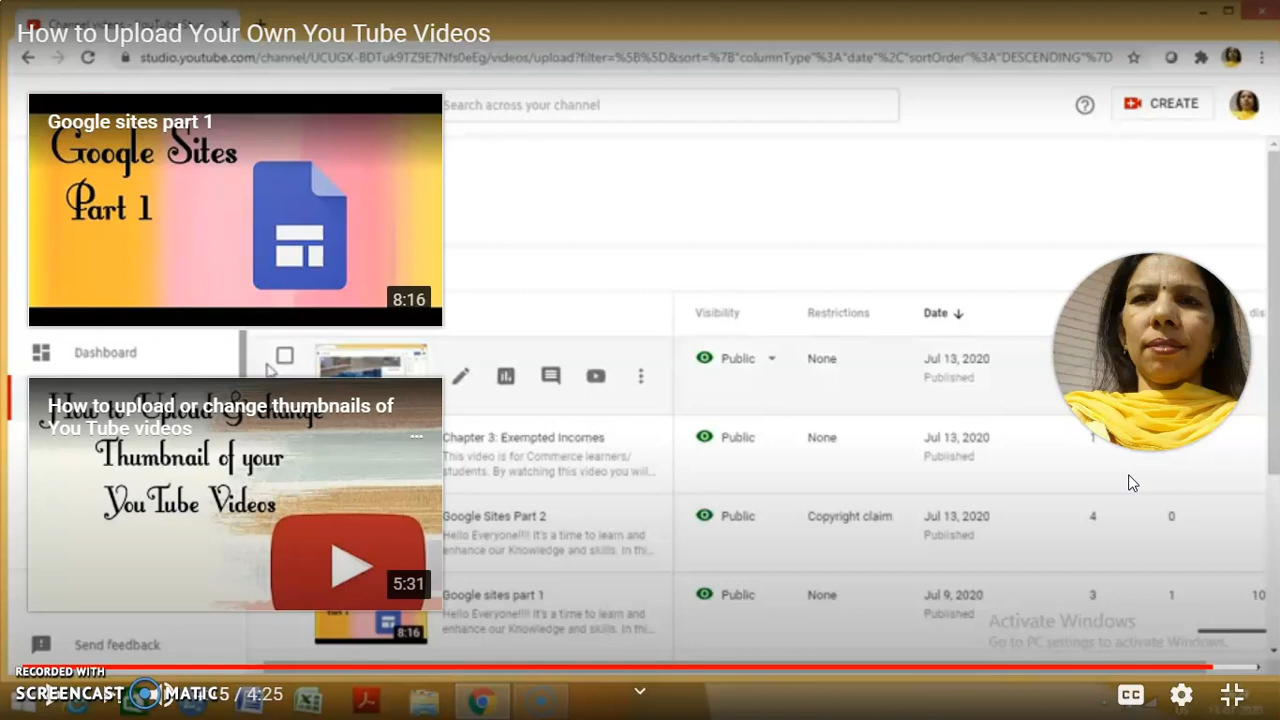 How to Upload Your Own You Tube Videos
studio.youtube.com/channel/UCUGX-BDTuk9TZ9E7Nfs0eEg/videos/upload?filter=%5B%5D&sort=%7B"columnType"%3A"date"%2C"sortOrder"%3A"DESCENDING"%7D
Search across your channel
CREATE
Google sites part 1
Google Sites
Part 1
8:16
Visibility Restrictions Date
Dashboard
Public None Jul 13, 2020
Published
How to upload or change thumbnails of
You Tube videos
How to Upload & change
Thumbnail of your
YouTube Videos
5:31
Chapter 3: Exempted Incomes Public None Jul 13, 2020 1
This video is for Commerce learners/ Published
students. By watching this video you will...
Google Sites Part 2 Public Copyright claim Jul 13, 2020 4 0
Hello Everyone!!!! It's a time to learn and Published
enhance our Knowledge and skills. In thi...
Google sites part 1 Public None Jul 9, 2020 3 1 10
Hello Everyone!!!! It's a time to learn and Published
enhance our Knowledge and skills. In thi...
8:16
Activate Windows
Go to PC settings to activate Windows.
Send feedback
RECORDED WITH
SCREENCAST MATIC
/ 4:25
CC